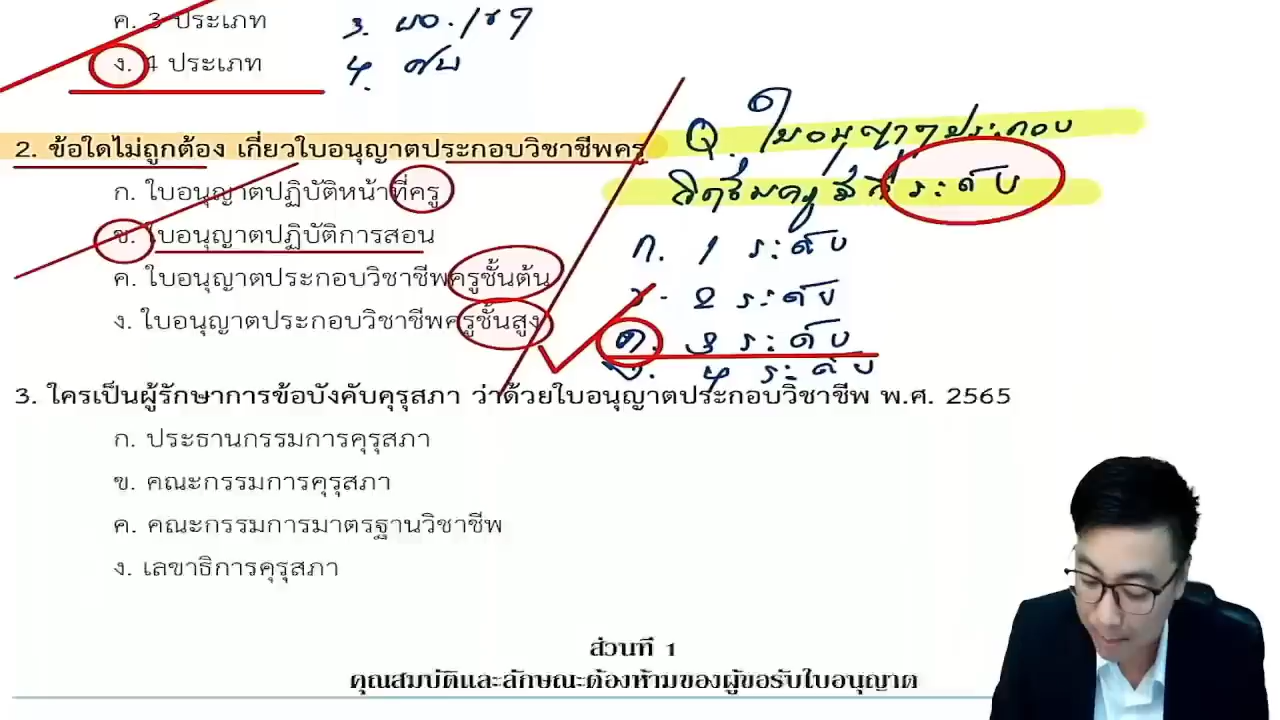 ค. 3 ประเภท
3.
ง. 4 ประเภท
4. ศน
2. ข้อใดไม่ถูกต้อง เกี่ยวใบอนุญาตประกอบวิชาชีพครู
ก. ใบอนุญาตปฏิบัติหน้าที่ครู
ข. ใบอนุญาตปฏิบัติการสอน
ค. ใบอนุญาตประกอบวิชาชีพครูชั้นต้น
ง. ใบอนุญาตประกอบวิชาชีพครูชั้นสูง
Q. ใบอนุญาตประกอบ
วิชาชีพครูมีกี่ระดับ
ก. 1 ระดับ
ข. 2 ระดับ
ค. 3 ระดับ
ง. 4 ระดับ
3. ใครเป็นผู้รักษาการข้อบังคับคุรุสภา ว่าด้วยใบอนุญาตประกอบวิชาชีพ พ.ศ. 2565
ก. ประธานกรรมการคุรุสภา
ข. คณะกรรมการคุรุสภา
ค. คณะกรรมการมาตรฐานวิชาชีพ
ง. เลขาธิการคุรุสภา
ส่วนที่ 1
คุณสมบัติและลักษณะต้องห้ามของผู้ขอรับใบอนุญาต